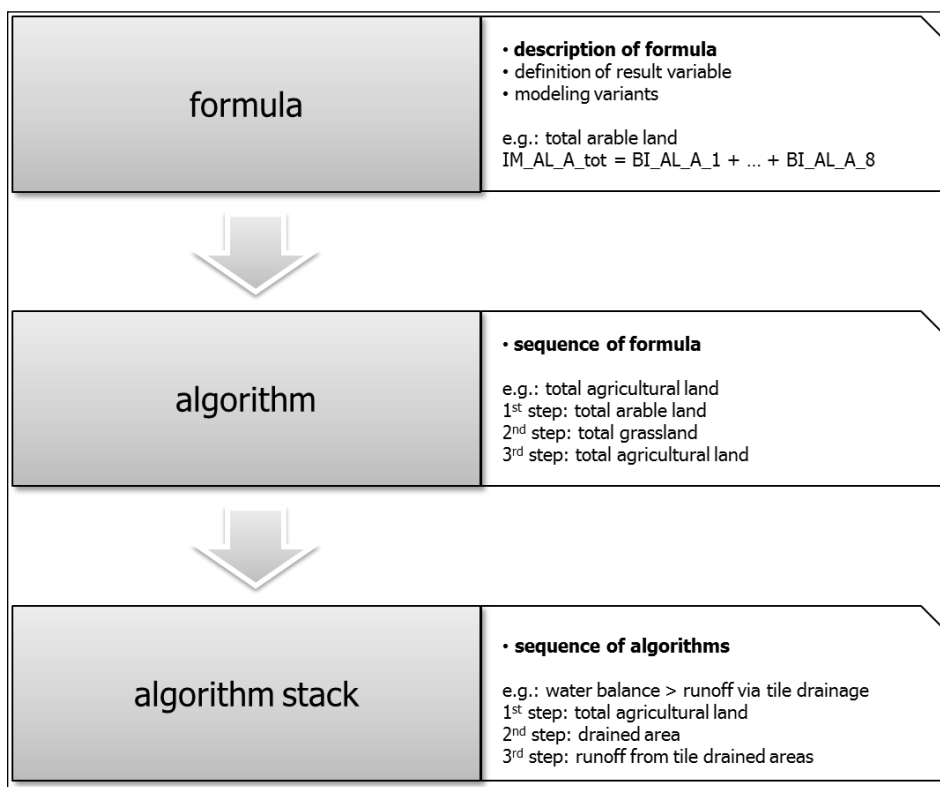 formula
• description of formula
• definition of result variable
• modeling variants
e.g.: total arable land
IM_AL_A_tot = BI_AL_A_1 + ... + BI_AL_A_8
algorithm
• sequence of formula
e.g.: total agricultural land
1st step: total arable land
2nd step: total grassland
3rd step: total agricultural land
algorithm stack
• sequence of algorithms
e.g.: water balance > runoff via tile drainage
1st step: total agricultural land
2nd step: drained area
3rd step: runoff from tile drained areas